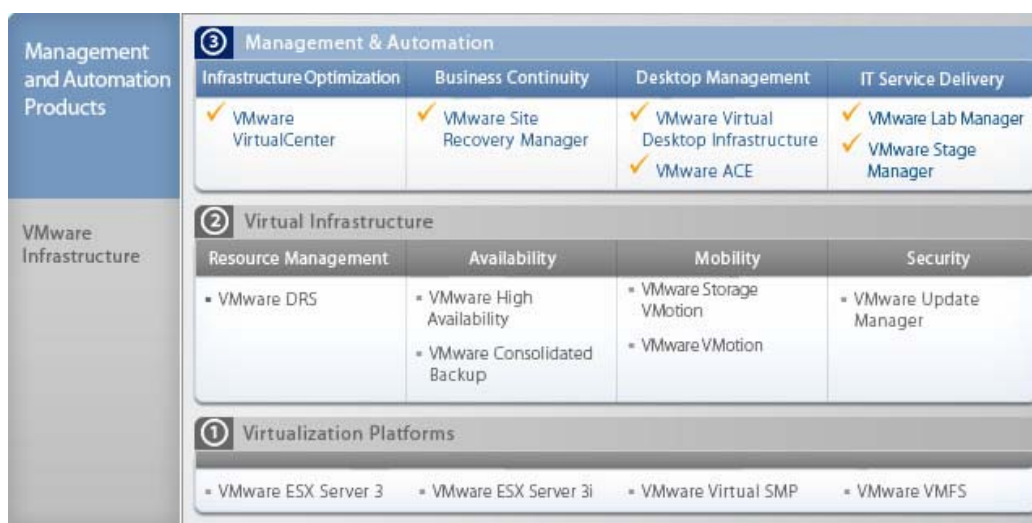 Management
and Automation
Products
③ Management & Automation
Infrastructure Optimization
Business Continuity
Desktop Management
IT Service Delivery
VMware
VirtualCenter
VMware Site
Recovery Manager
VMware Virtual
Desktop Infrastructure
VMware ACE
VMware Lab Manager
VMware Stage
Manager
VMware
Infrastructure
② Virtual Infrastructure
Resource Management
Availability
Mobility
Security
▪ VMware DRS
▪ VMware High
Availability
▪ VMware Consolidated
Backup
▪ VMware Storage
VMotion
▪ VMware VMotion
▪ VMware Update
Manager
① Virtualization Platforms
▪ VMware ESX Server 3
▪ VMware ESX Server 3i
▪ VMware Virtual SMP
▪ VMware VMFS